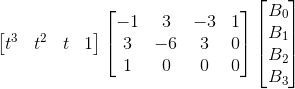 [t³ t² t 1]
-1 3 -3 1
3 -6 3 0
1 0 0 0
B₀
B₁
B₂
B₃